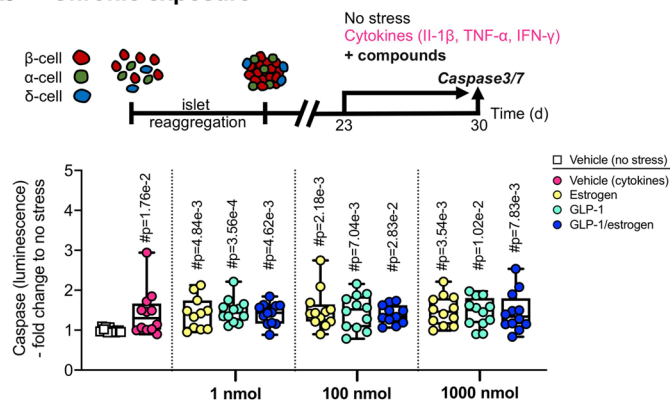 No stress
Cytokines (II-1β, TNF-α, IFN-γ)
+ compounds
β-cell
α-cell
δ-cell
Caspase3/7
islet
reaggregation
Time (d)
23
30
Vehicle (no stress)
Vehicle (cytokines)
Estrogen
GLP-1
GLP-1/estrogen
Caspase (luminescence)
- fold change to no stress
5
4
3
2
1
0
#p=1.76e-2
#p=4.84e-3
#p=3.56e-4
#p=4.62e-3
#p=2.18e-3
#p=7.04e-3
#p=2.83e-2
#p=3.54e-3
#p=1.02e-2
#p=7.83e-3
1 nmol
100 nmol
1000 nmol